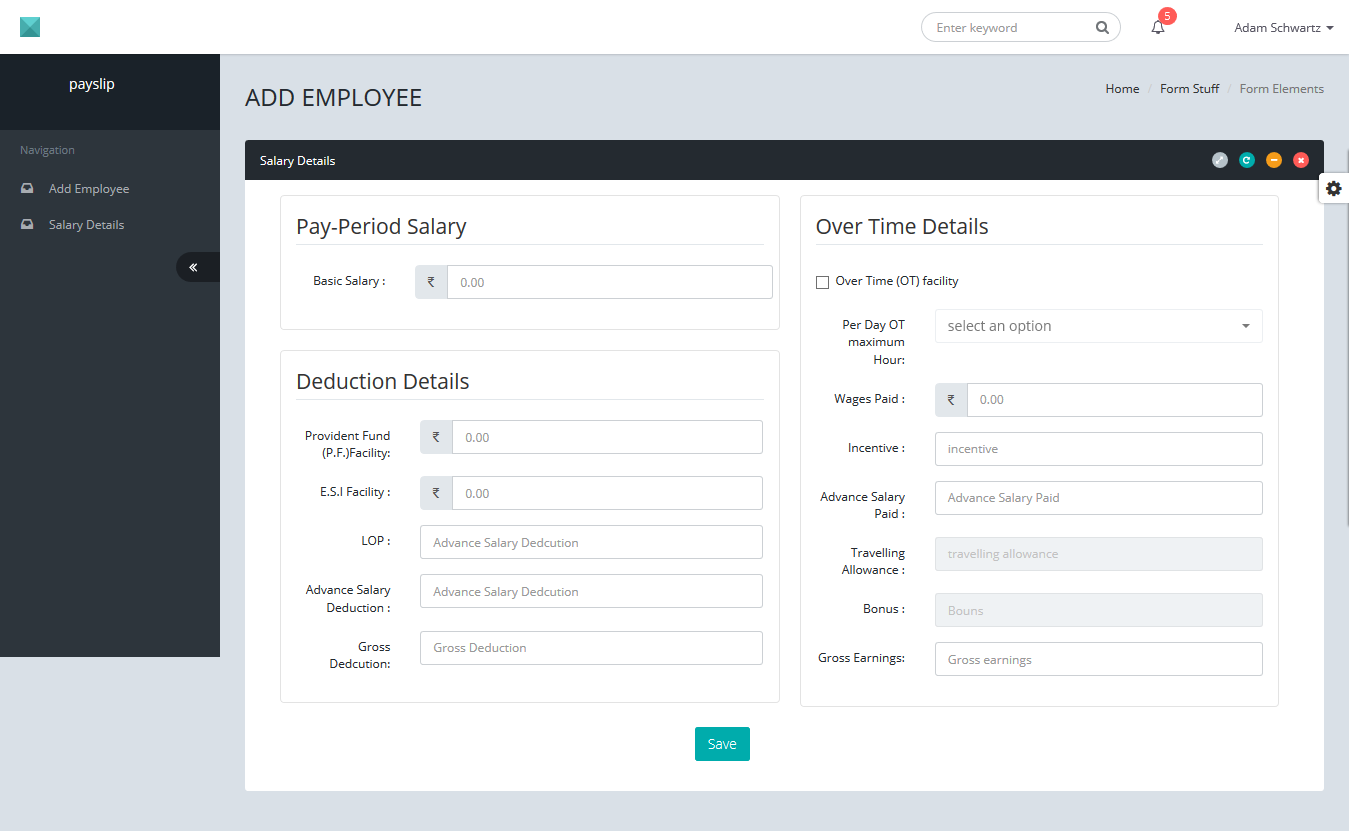 Enter keyword
5
Adam Schwartz
payslip
Navigation
Add Employee
Salary Details
«
ADD EMPLOYEE
Home / Form Stuff / Form Elements
Salary Details
Pay-Period Salary
Basic Salary :
₹
0.00
Deduction Details
Provident Fund
(P.F.)Facility:
₹
0.00
E.S.I Facility :
₹
0.00
LOP :
Advance Salary Dedcution
Advance Salary
Deduction :
Advance Salary Dedcution
Gross
Dedcution:
Gross Deduction
Over Time Details
Over Time (OT) facility
Per Day OT
maximum
Hour:
select an option
Wages Paid :
₹
0.00
Incentive :
incentive
Advance Salary
Paid :
Advance Salary Paid
Travelling
Allowance :
travelling allowance
Bonus :
Bouns
Gross Earnings:
Gross earnings
Save